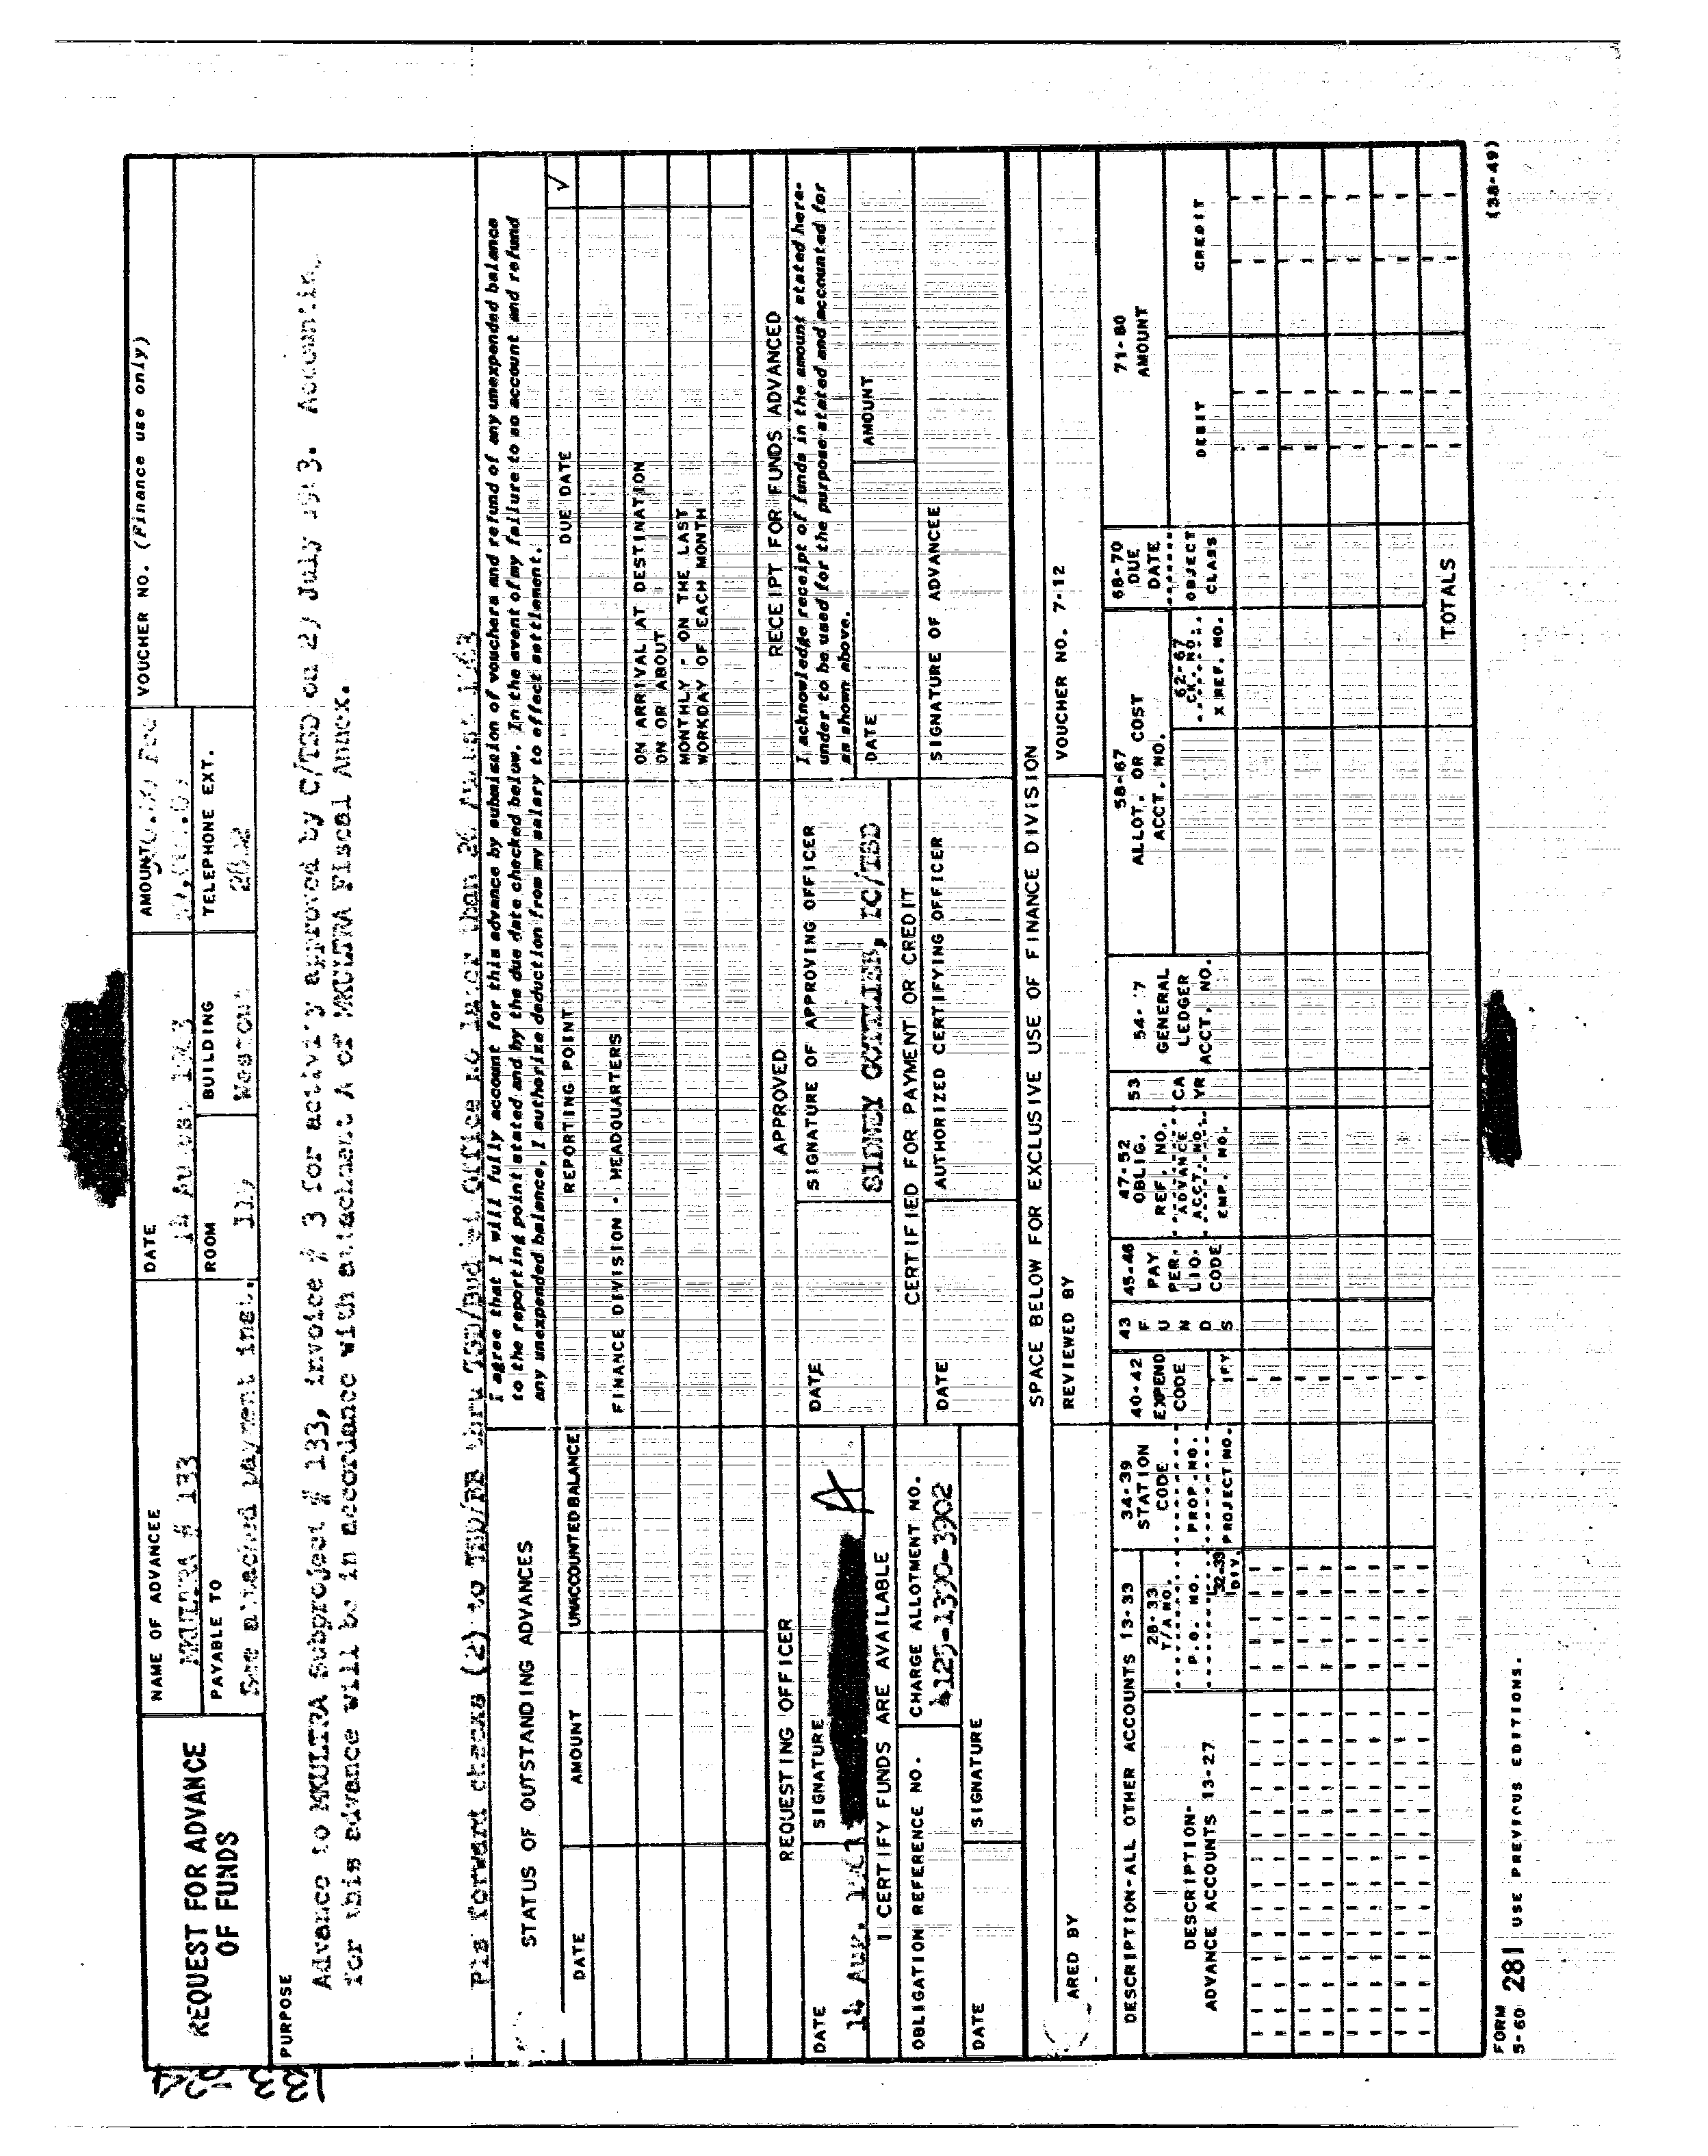 REQUEST FOR ADVANCE
OF FUNDS
NAME OF ADVANCEE
MKULTRA # 133
DATE
14 August 1963
AMOUNT
VOUCHER NO. (Finance use only)
PAYABLE TO
See attached payment inst.
ROOM
BUILDING
TELEPHONE EXT.
PURPOSE
Advance to MKULTRA Subproject # 133, invoice # 3 for activity approved by C/TSD on July 1963. Accounting
for this advance will be in accordance with attachment A of MKULTRA Fiscal Annex.
Pls forward checks (2) to TSD/BB thru TSD/Budget Office no later than 26 August 1963
I agree that I will fully account for this advance by submission of vouchers and refund of any unexpended balance
to the reporting point stated and by the due date checked below. In the event of my failure to so account and refund
any unexpended balance, I authorize deduction from my salary to effect settlement.
STATUS OF OUTSTANDING ADVANCES
DATE
AMOUNT
UNACCOUNTED BALANCE
REPORTING POINT
DUE DATE
✓
FINANCE DIVISION - HEADQUARTERS
ON ARRIVAL AT DESTINATION
ON OR ABOUT
MONTHLY - ON THE LAST
WORKDAY OF EACH MONTH
REQUESTING OFFICER
APPROVED
RECEIPT FOR FUNDS ADVANCED
DATE
14 Aug. 1963
SIGNATURE
A
DATE
SIGNATURE OF APPROVING OFFICER
SIDNEY GOTTLIEB, DC/TSD
I acknowledge receipt of funds in the amount stated here-
under to be used for the purpose stated and accounted for
as shown above.
DATE
AMOUNT
I CERTIFY FUNDS ARE AVAILABLE
CERTIFIED FOR PAYMENT OR CREDIT
OBLIGATION REFERENCE NO.
CHARGE ALLOTMENT NO.
4125-1390-3902
DATE
AUTHORIZED CERTIFYING OFFICER
SIGNATURE OF ADVANCEE
DATE
SIGNATURE
SPACE BELOW FOR EXCLUSIVE USE OF FINANCE DIVISION
ARED BY
REVIEWED BY
VOUCHER NO. 7-12
DESCRIPTION-ALL OTHER ACCOUNTS 13-33
DESCRIPTION-
ADVANCE ACCOUNTS 13-27
28-33
T/A NO.
P.O. NO.
32-33
DIV.
34-39
STATION
CODE
PROP. NO.
PROJECT NO.
40-42
EXPEND
CODE
FY
43
F
U
N
D
S
45-46
PAY
PER.
LIQ.
CODE
47-52
OBLIG.
REF. NO.
ADVANCE
ACCT. NO.
EMP. NO.
53
CA
YR
54- 7
GENERAL
LEDGER
ACCT. NO.
58-67
ALLOT. OR COST
ACCT. NO.
62-67
CK. NO.
X REF. NO.
68-70
DUE
DATE
OBJECT
CLASS
71-80
AMOUNT
DEBIT
CREDIT
TOTALS
FORM
5-60 281 USE PREVIOUS EDITIONS.
(38-49)